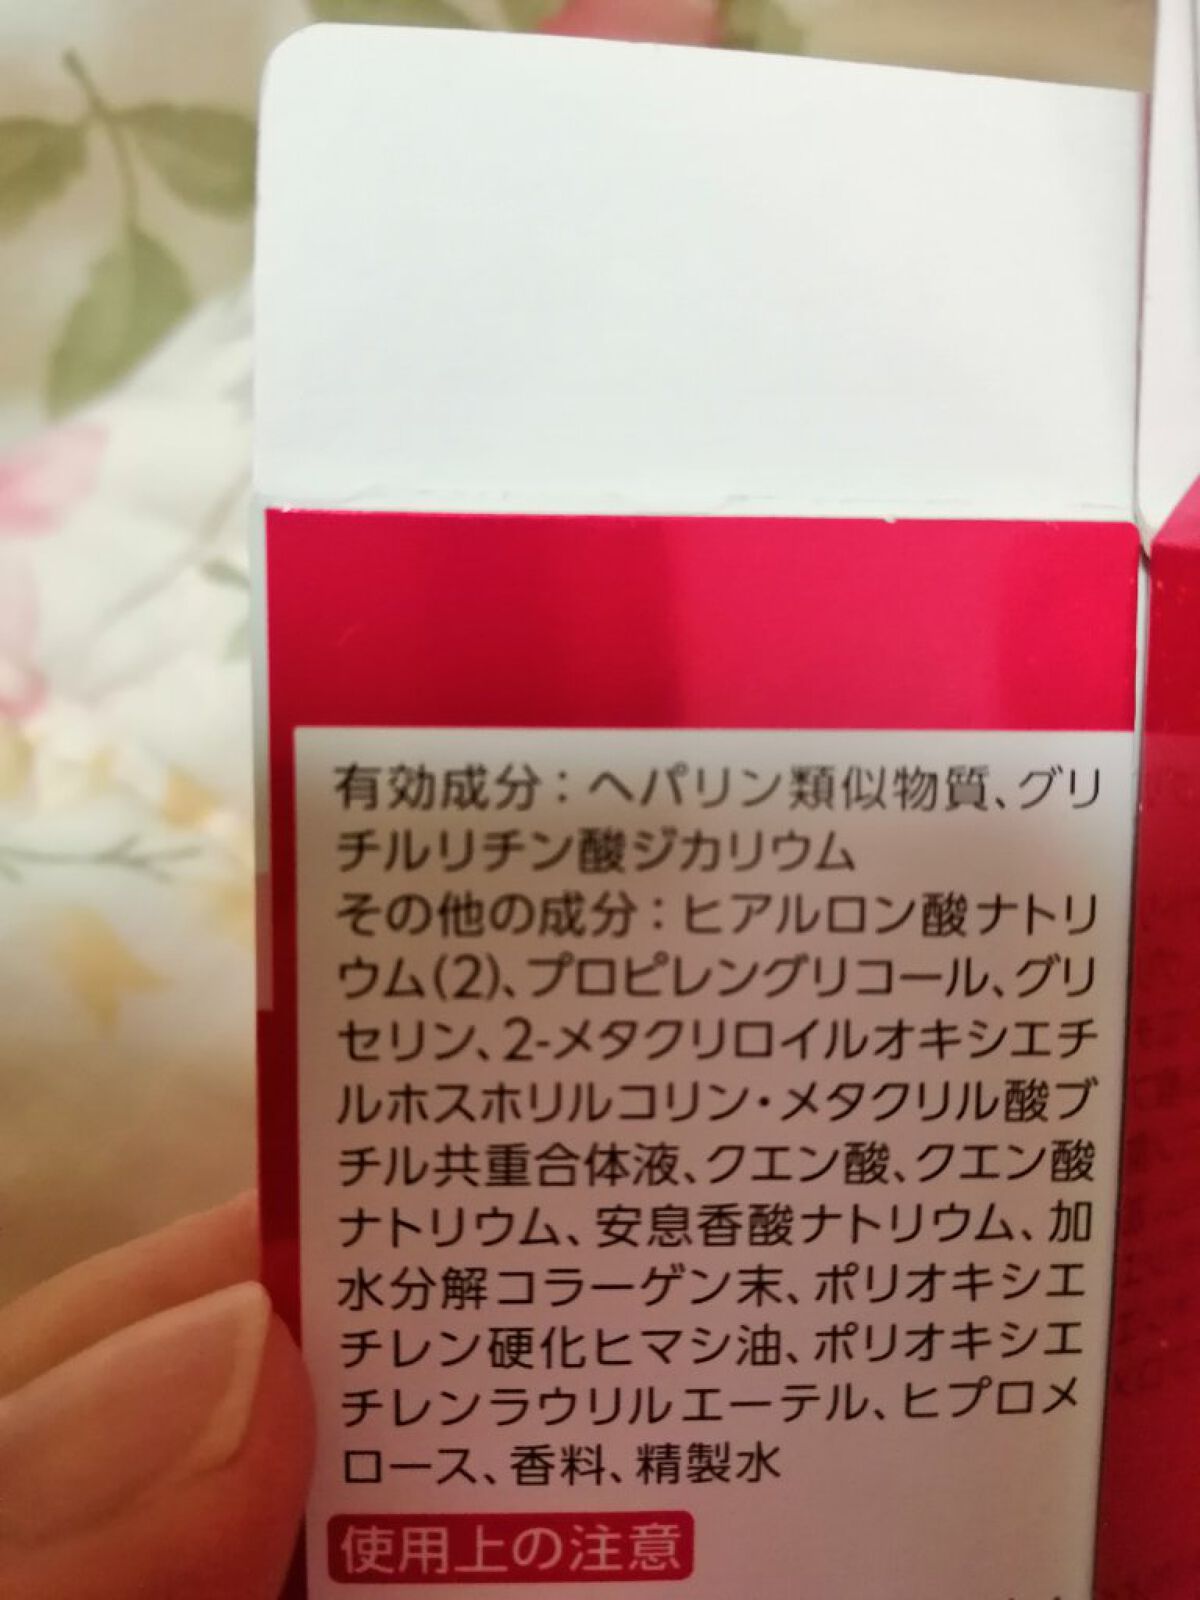 有効成分：ヘパリン類似物質、グリ
チルリチン酸ジカリウム
その他の成分：ヒアルロン酸ナトリ
ウム(2)、プロピレングリコール、グリ
セリン、2-メタクリロイルオキシエチ
ルホスホリルコリン・メタクリル酸ブ
チル共重合体液、クエン酸、クエン酸
ナトリウム、安息香酸ナトリウム、加
水分解コラーゲン末、ポリオキシエ
チレン硬化ヒマシ油、ポリオキシエ
チレンラウリルエーテル、ヒプロメ
ロース、香料、精製水
使用上の注意